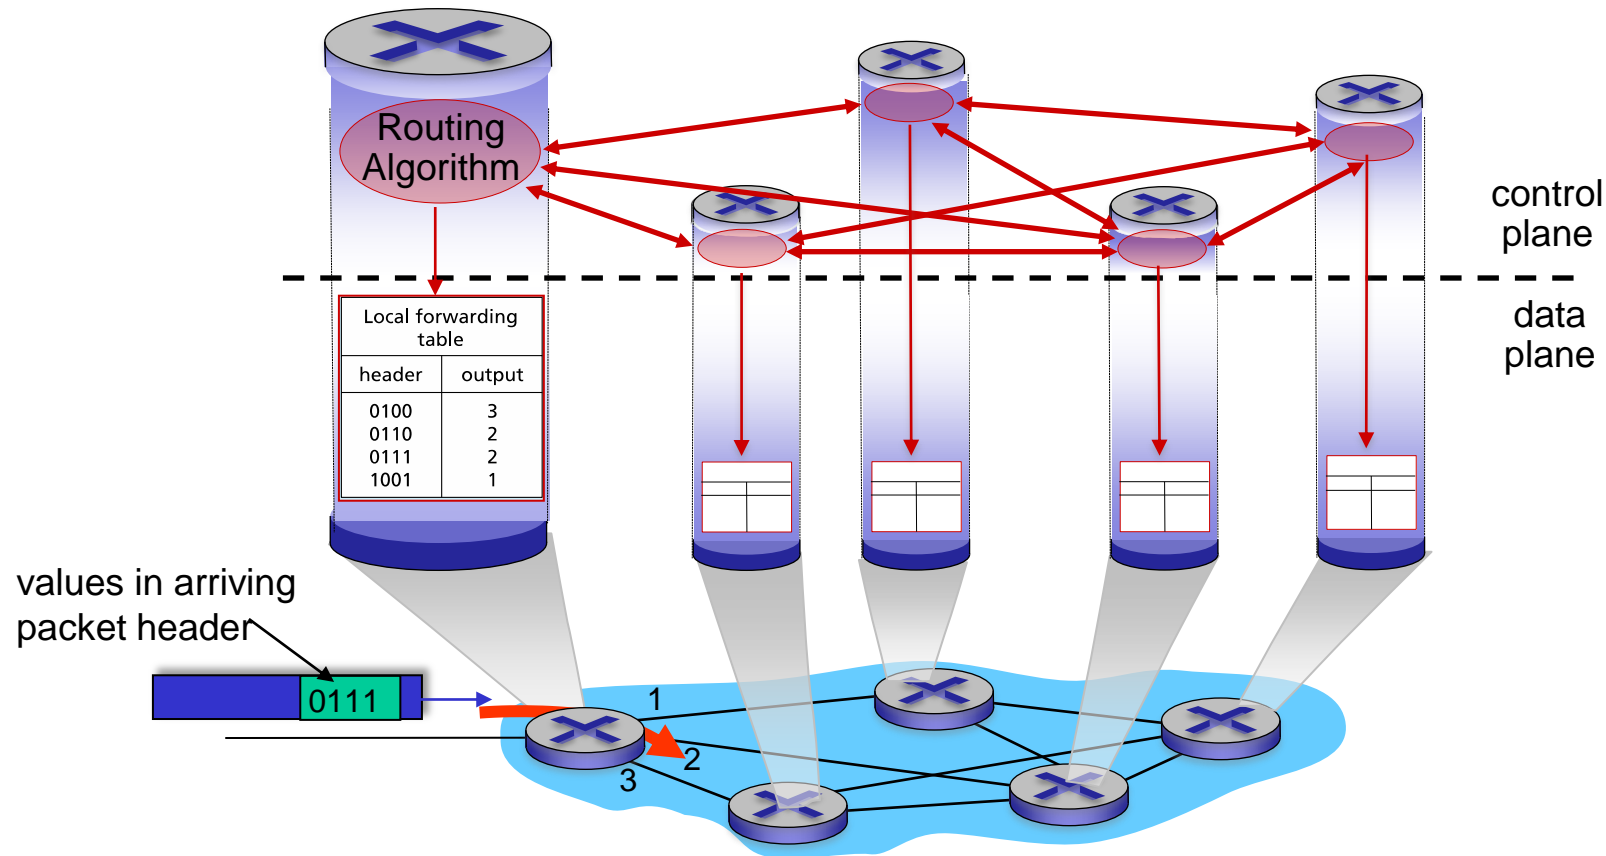 Routing
Algorithm
control
plane
data
plane
Local forwarding
table
header output
0100 3
0110 2
0111 2
1001 1
values in arriving
packet header
0111
1
2
3